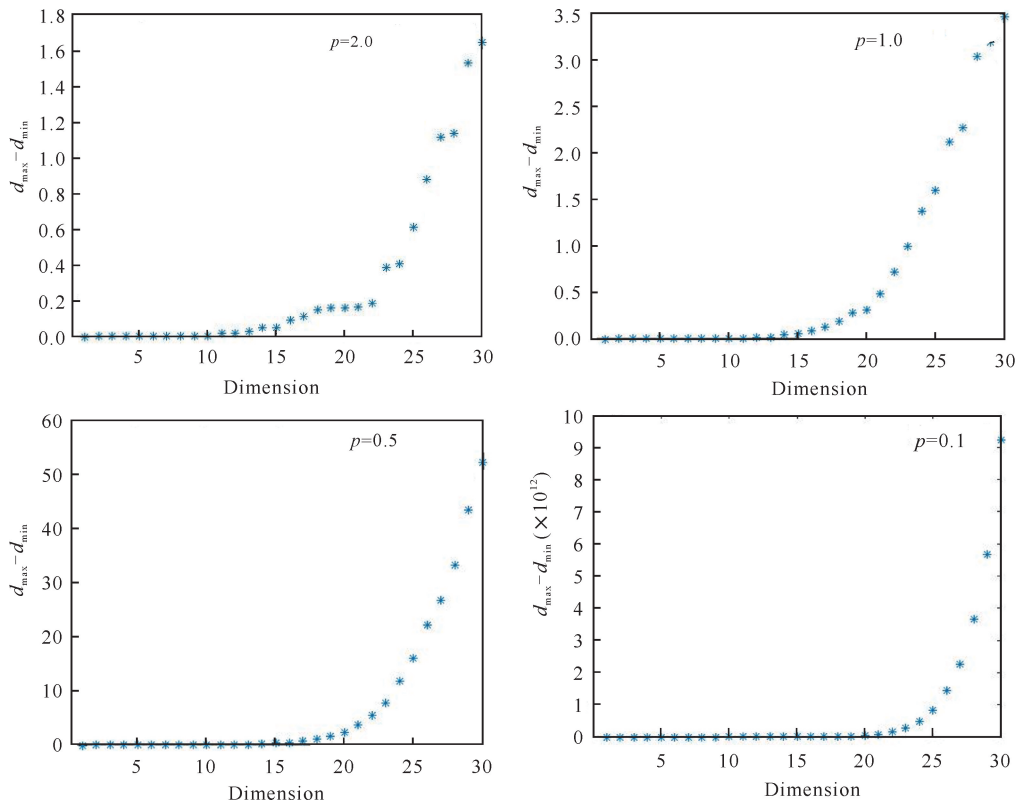 1.8
p=2.0
1.6
1.4
1.2
1.0
0.8
0.6
0.4
0.2
0.0
d_max−d_min
5 10 15 20 25 30
Dimension
3.5
p=1.0
3.0
2.5
2.0
1.5
1.0
0.5
0.0
d_max−d_min
5 10 15 20 25 30
Dimension
60
p=0.5
50
40
30
20
10
0
d_max−d_min
5 10 15 20 25 30
Dimension
10
p=0.1
9
8
7
6
5
4
3
2
1
0
d_max−d_min(×10^12)
5 10 15 20 25 30
Dimension